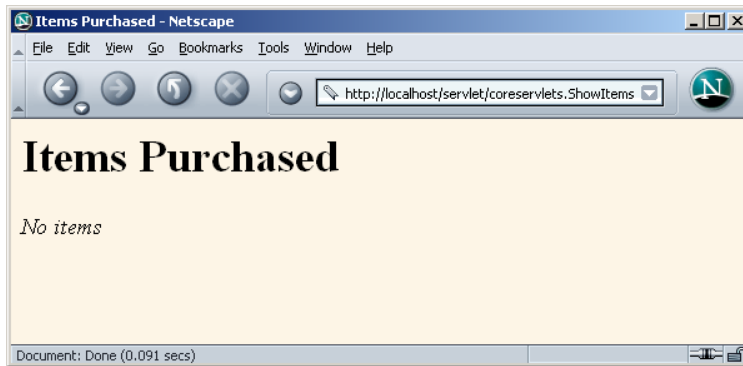 Items Purchased - Netscape
File Edit View Go Bookmarks Tools Window Help
http://localhost/servlet/coreservlets.ShowItems
N
Items Purchased
No items
Document: Done (0.091 secs)